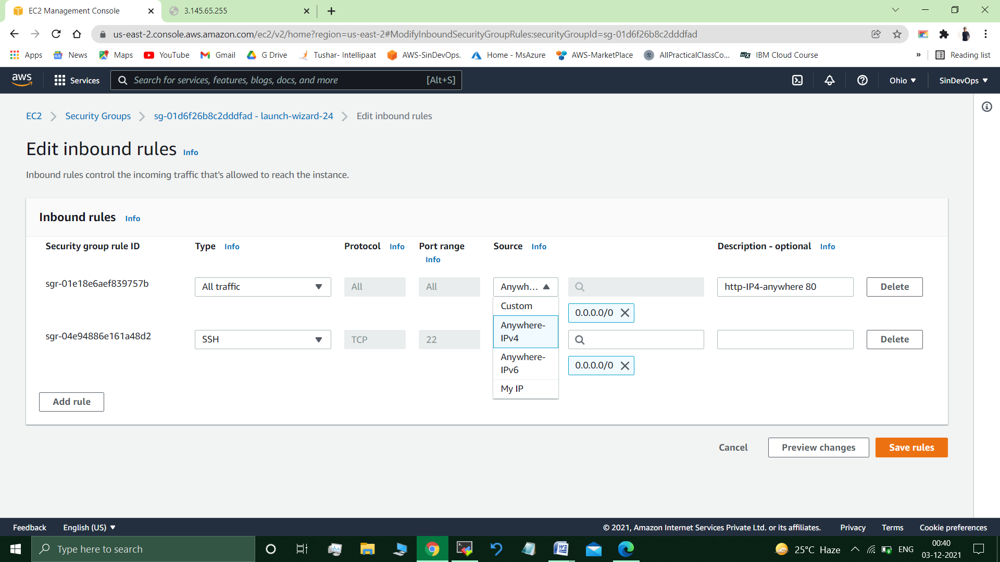 EC2 Management Console
3.145.65.255
us-east-2.console.aws.amazon.com/ec2/v2/home?region=us-east-2#ModifyInboundSecurityGroupRules:securityGroupId=sg-01d6f26b8c2dddfad
Apps News Maps YouTube Gmail G Drive Tushar- Intellipaat AWS-SinDevOps. Home - MsAzure AWS-MarketPlace AllPracticalClassCo... edX IBM Cloud Course » Reading list
aws Services Search for services, features, blogs, docs, and more [Alt+S] Ohio SinDevOps
EC2 Security Groups sg-01d6f26b8c2dddfad - launch-wizard-24 Edit inbound rules
Edit inbound rules Info
Inbound rules control the incoming traffic that's allowed to reach the instance.
Inbound rules Info
Security group rule ID Type Info Protocol Info Port range Info Source Info Description - optional Info
sgr-01e18e6aef839757b All traffic All All Anywh... http-IP4-anywhere 80 Delete
0.0.0.0/0
Custom
Anywhere-
IPv4
Anywhere-
IPv6
My IP
sgr-04e94886e161a48d2 SSH TCP 22 Delete
0.0.0.0/0
Add rule
Cancel Preview changes Save rules
Feedback English (US) © 2021, Amazon Internet Services Private Ltd. or its affiliates. Privacy Terms Cookie preferences
Type here to search 25°C Haze ENG 00:40
03-12-2021